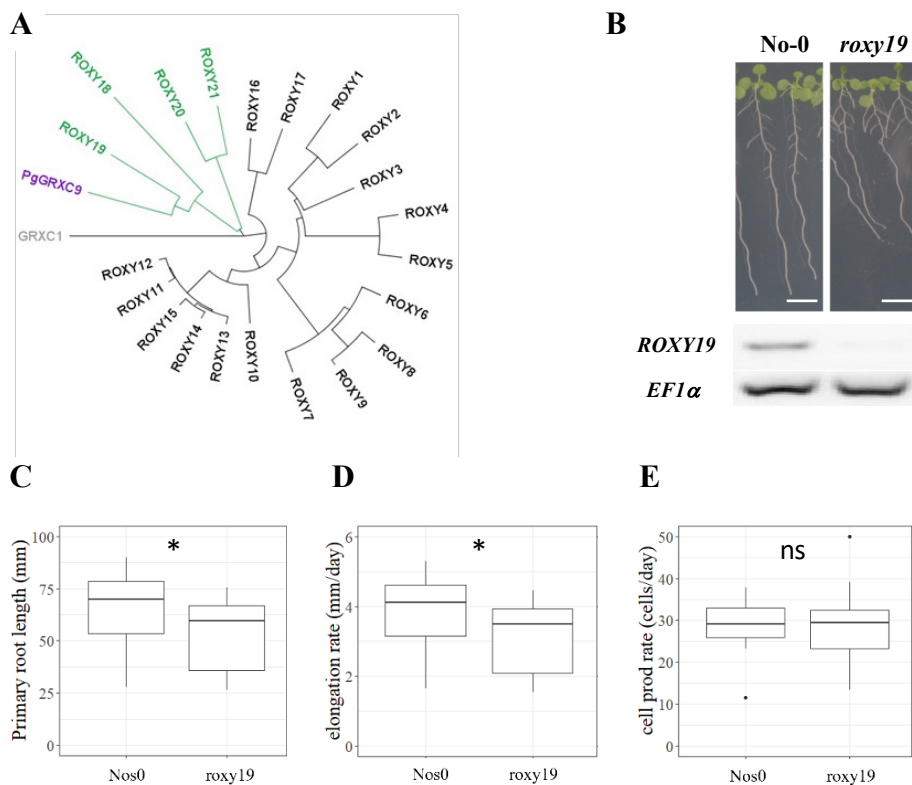 A
B
No-0 roxy19
ROXY18
ROXY20
ROXY21
ROXY16
ROXY17
ROXY1
ROXY2
ROXY3
ROXY4
ROXY5
ROXY6
ROXY8
ROXY9
ROXY7
ROXY10
ROXY13
ROXY14
ROXY15
ROXY11
ROXY12
GRXC1
PgGRXC9
ROXY19
ROXY19
EF1α
C
D
E
Primary root length (mm)
100
75
50
25
0
*
Nos0 roxy19
elongation rate (mm/day)
6
4
2
0
*
Nos0 roxy19
cell prod rate (cells/day)
50
40
30
20
10
0
ns
Nos0 roxy19